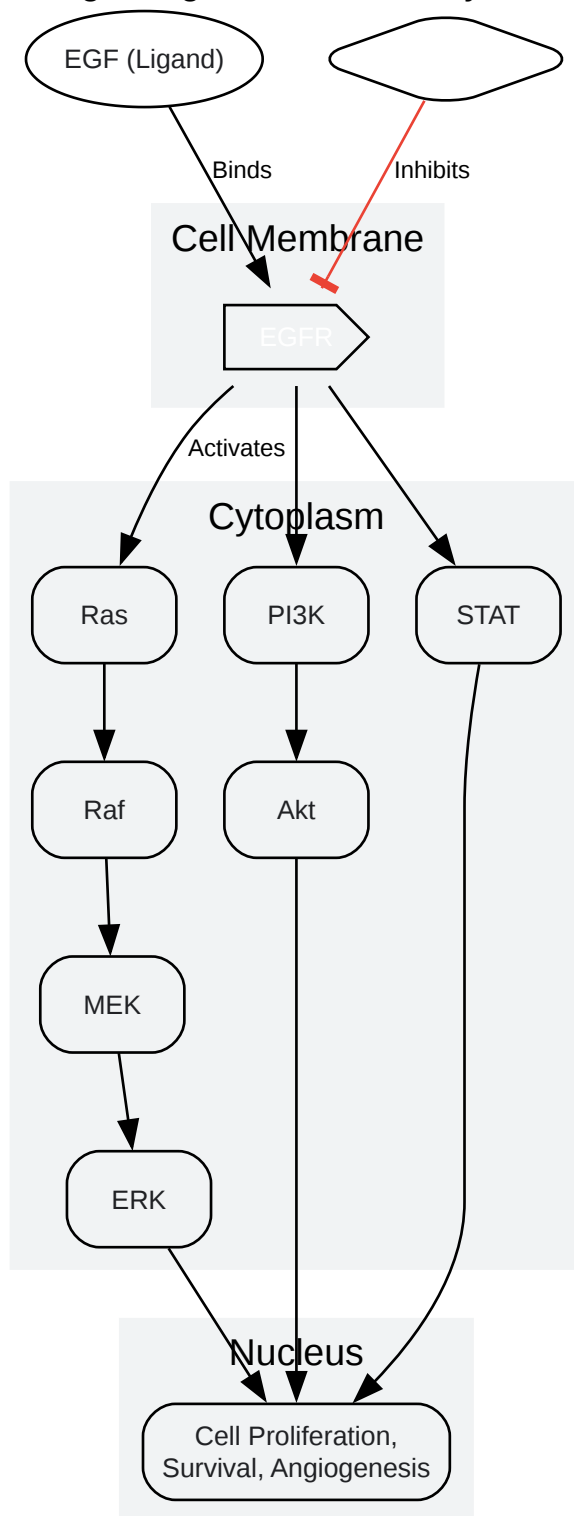 EGF (Ligand)
Binds
Inhibits
Cell Membrane
EGFR
Activates
Cytoplasm
Ras
PI3K
STAT
Raf
Akt
MEK
ERK
Nucleus
Cell Proliferation,
Survival, Angiogenesis